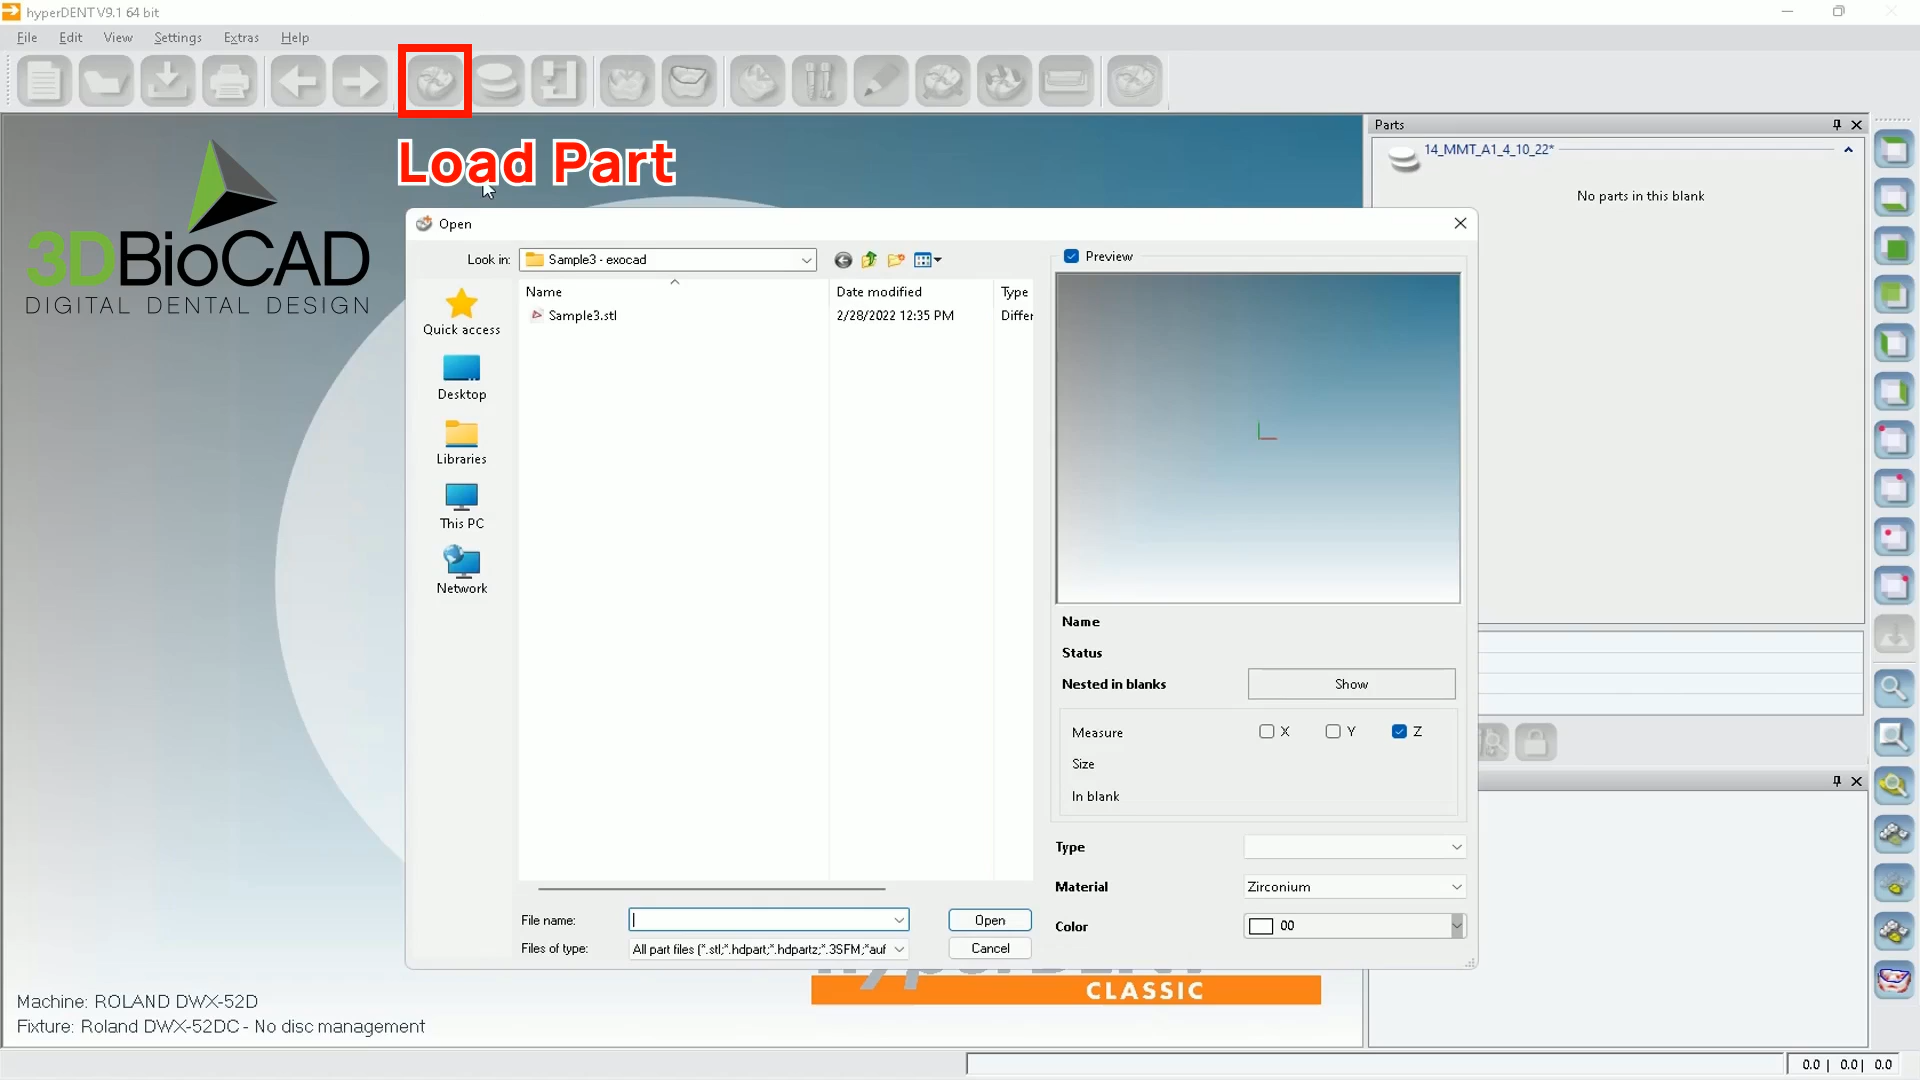 hyperDENT V9.1 64 bit
File Edit View Settings Extras Help
Load Part
3DBioCAD
DIGITAL DENTAL DESIGN
Parts
14_MMT_A1_4_10_22*
No parts in this blank
Open
Look in: Sample3 - exocad
Preview
Name Date modified Type
Sample3.stl 2/28/2022 12:35 PM Differ
Quick access
Desktop
Libraries
This PC
Network
Name
Status
Nested in blanks Show
Measure X Y Z
Size
In blank
Type
Material Zirconium
Color 00
File name: Open
Files of type: All part files (*.stl;*.hdpart;*.hdpartz;*.3SFM;*auf Cancel
CLASSIC
Machine: ROLAND DWX-52D
Fixture: Roland DWX-52DC - No disc management
0.0 | 0.0 | 0.0